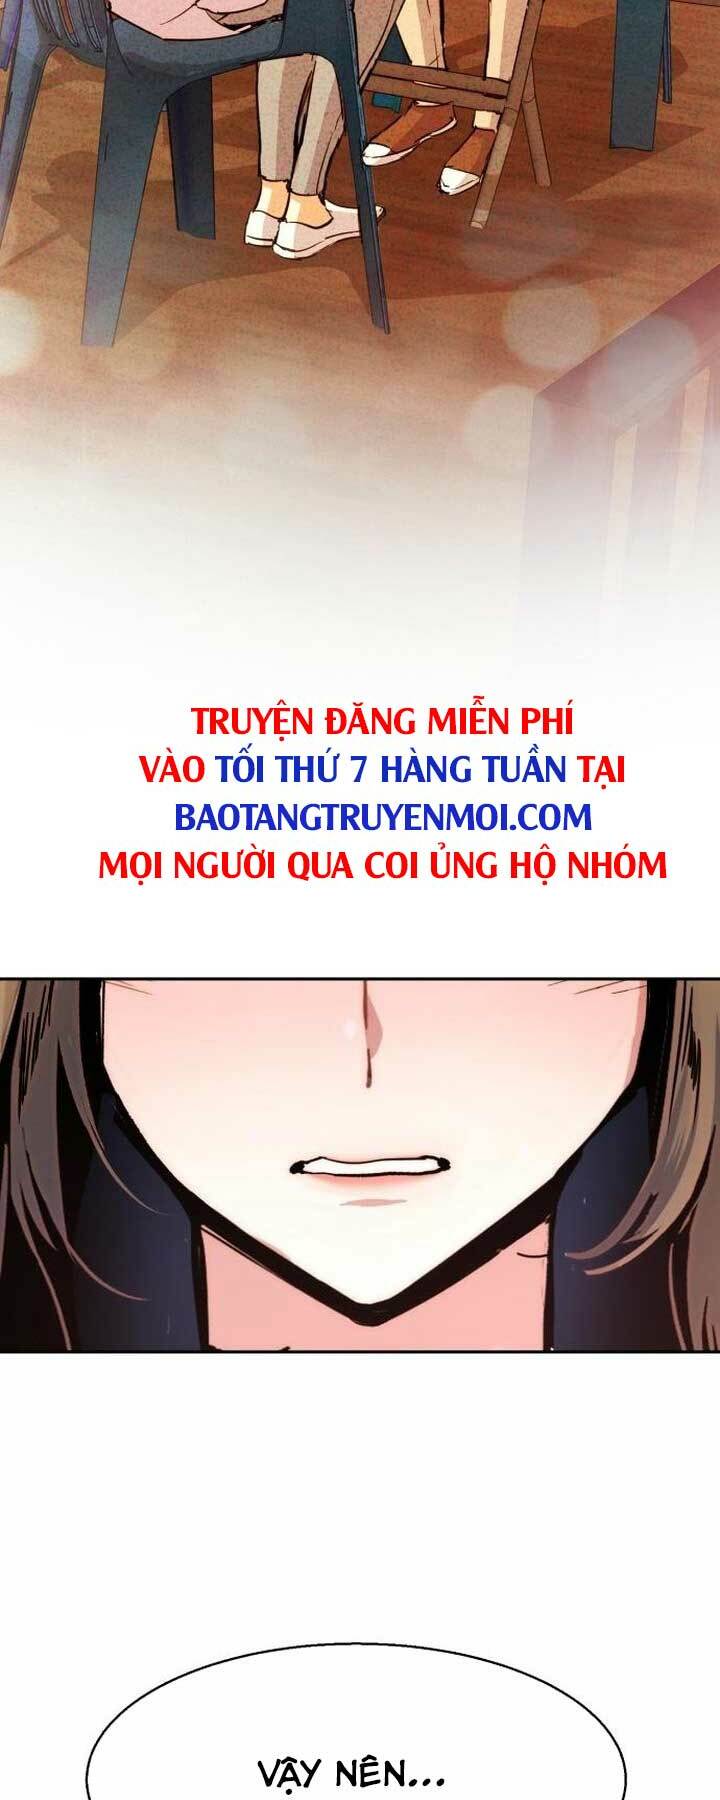 TRUYỆN ĐĂNG MIỄN PHÍ
VÀO TỐI THỨ 7 HÀNG TUẦN TẠI
BAOTANGTRUYENMOI.COM
MỌI NGƯỜI QUA COI ỦNG HỘ NHÓM
VẬY NÊN...